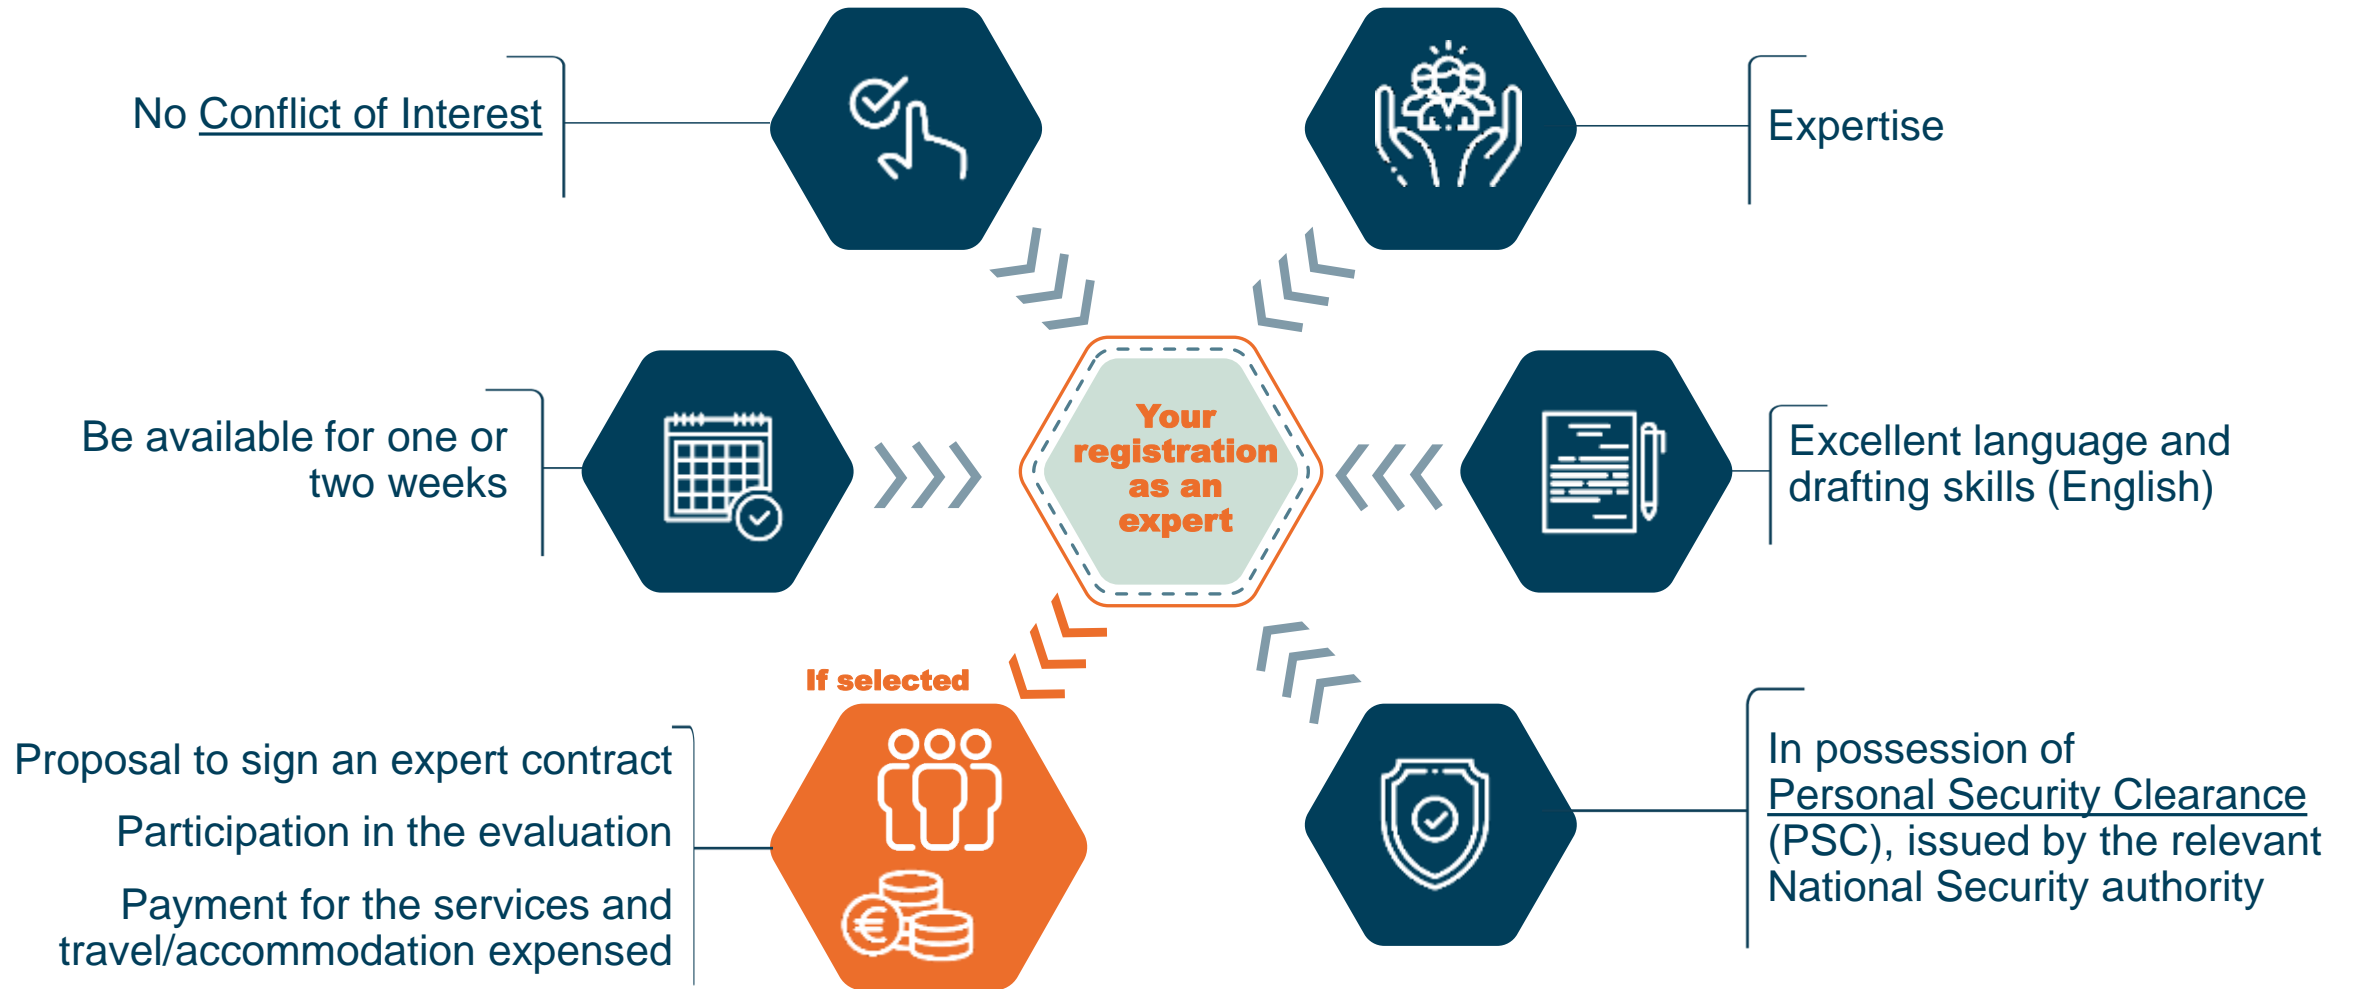 No Conflict of Interest
Expertise
Be available for one or
two weeks
Your
registration
as an
expert
Excellent language and
drafting skills (English)
If selected
Proposal to sign an expert contract
Participation in the evaluation
Payment for the services and
travel/accommodation expensed
€
In possession of
Personal Security Clearance
(PSC), issued by the relevant
National Security authority